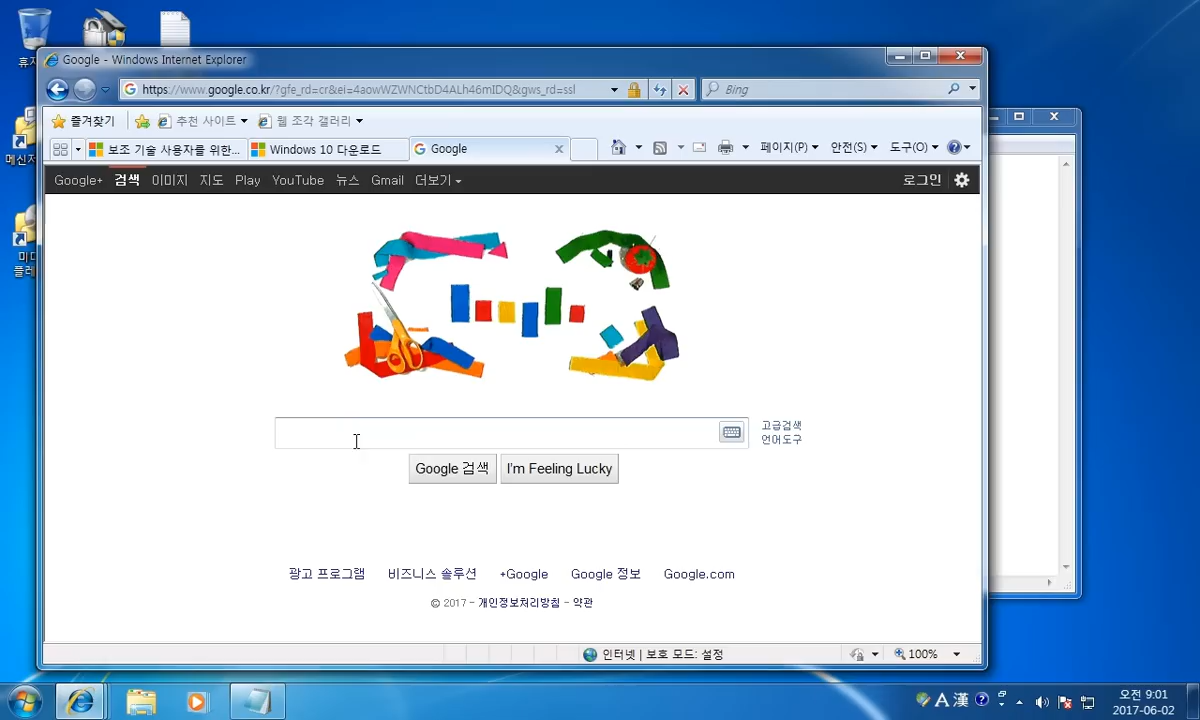 Google - Windows Internet Explorer
https://www.google.co.kr/?gfe_rd=cr&ei=4aowWZWNCtbD4ALh46mIDQ&gws_rd=ssl
Bing
즐겨찾기 추천 사이트 웹 조각 갤러리
보조 기술 사용자를 위한... Windows 10 다운로드 Google 페이지(P) 안전(S) 도구(O)
Google+ 검색 이미지 지도 Play YouTube 뉴스 Gmail 더보기 로그인
고급검색
언어도구
Google 검색 I'm Feeling Lucky
광고 프로그램 비즈니스 솔루션 +Google Google 정보 Google.com
© 2017 - 개인정보처리방침 - 약관
인터넷 | 보호 모드: 설정 100%
A 漢
오전 9:01
2017-06-02